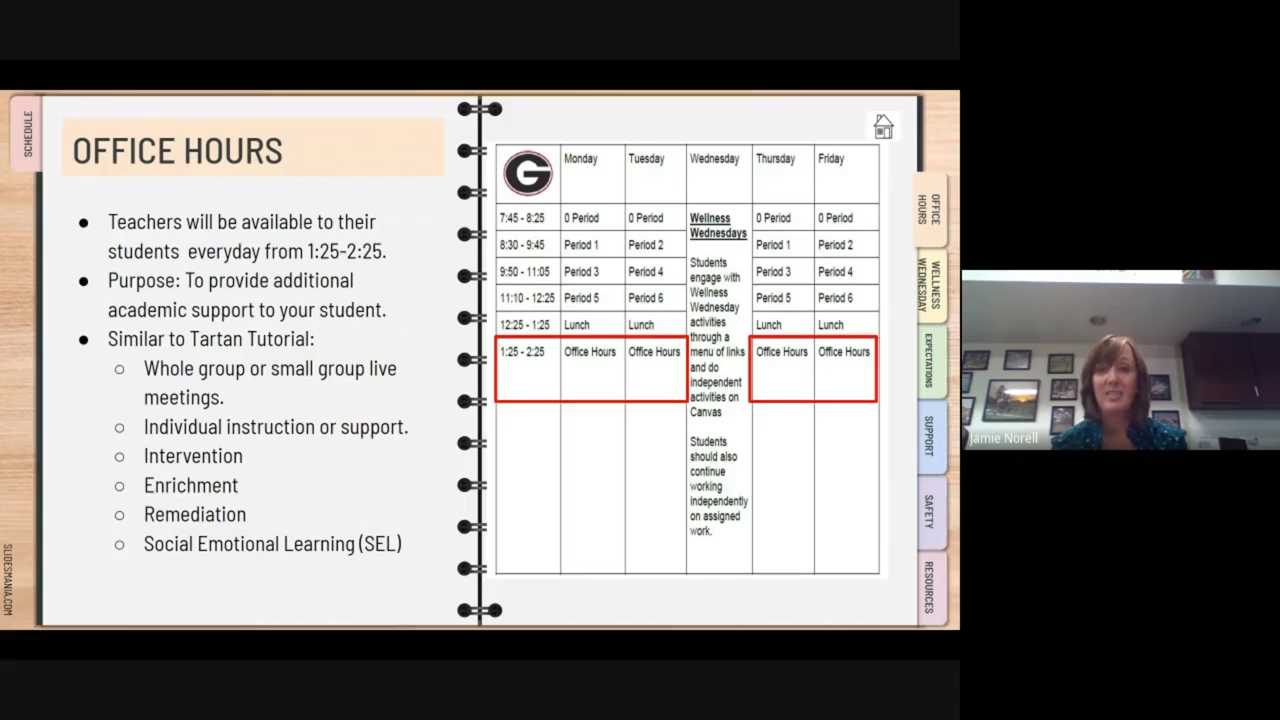 SCHEDULE
OFFICE HOURS
● Teachers will be available to their
students everyday from 1:25-2:25.
● Purpose: To provide additional
academic support to your student.
● Similar to Tartan Tutorial:
○ Whole group or small group live
meetings.
○ Individual instruction or support.
○ Intervention
○ Enrichment
○ Remediation
○ Social Emotional Learning (SEL)
SLIDESMANIA.COM
G
Monday Tuesday Wednesday Thursday Friday
7:45 - 8:25 0 Period 0 Period 0 Period 0 Period
8:30 - 9:45 Period 1 Period 2 Period 1 Period 2
9:50 - 11:05 Period 3 Period 4 Period 3 Period 4
11:10 - 12:25 Period 5 Period 6 Period 5 Period 6
12:25 - 1:25 Lunch Lunch Lunch Lunch
1:25 - 2:25 Office Hours Office Hours Office Hours Office Hours
Wellness
Wednesdays
Students
engage with
Wellness
Wednesday
activities
through a
menu of links
and do
independent
activities on
Canvas
Students
should also
continue
working
independently
on assigned
work.
OFFICE
HOURS
WELLNESS
WEDNESDAY
EXPECTATIONS
SUPPORT
SAFETY
RESOURCES
Jamie Norell